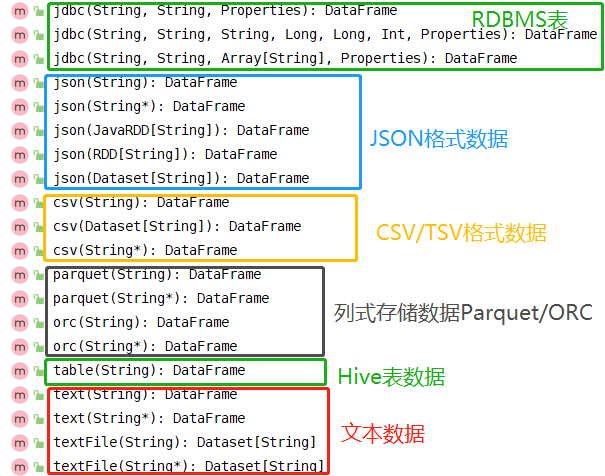 m jdbc(String, String, Properties): DataFrame
RDBMS表
m jdbc(String, String, String, Long, Long, Int, Properties): DataFrame
m jdbc(String, String, Array[String], Properties): DataFrame
m json(String): DataFrame
m json(String*): DataFrame
m json(JavaRDD[String]): DataFrame
JSON格式数据
m json(RDD[String]): DataFrame
m json(Dataset[String]): DataFrame
m csv(String): DataFrame
m csv(Dataset[String]): DataFrame
CSV/TSV格式数据
m csv(String*): DataFrame
m parquet(String): DataFrame
m parquet(String*): DataFrame
列式存储数据Parquet/ORC
m orc(String): DataFrame
m orc(String*): DataFrame
m table(String): DataFrame
Hive表数据
m text(String): DataFrame
m text(String*): DataFrame
文本数据
m textFile(String): Dataset[String]
m textFile(String*): Dataset[String]